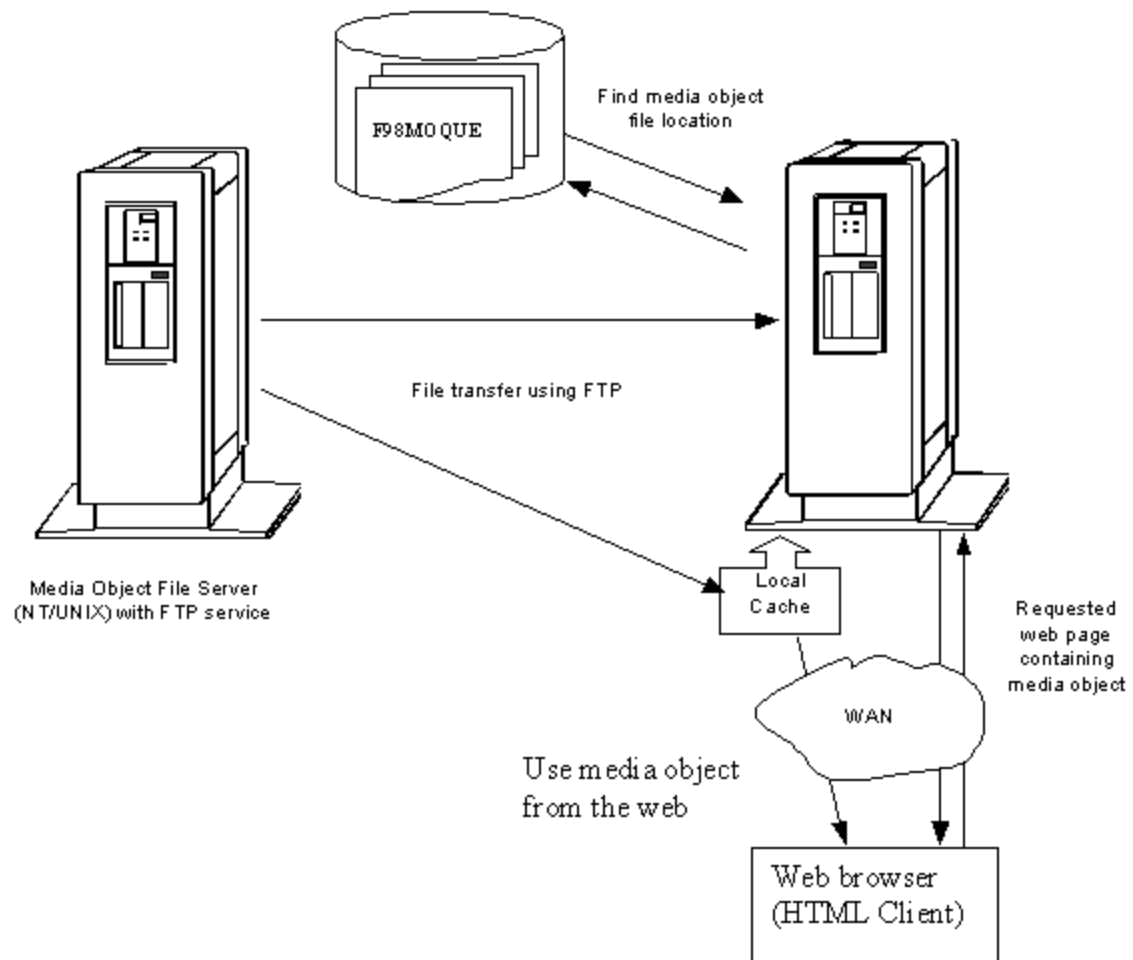 F98MOQUE
Find media object
file location
File transfer using FTP
Media Object File Server
(NT/UNIX) with FTP service
Local
Cache
Requested
web page
containing
media object
WAN
Use media object
from the web
Web browser
(HTML Client)